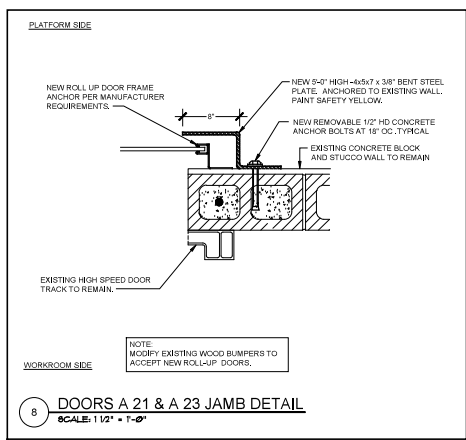 PLATFORM SIDE
NEW ROLL UP DOOR FRAME
ANCHOR PER MANUFACTURER
REQUIREMENTS.
8"
NEW 5'-0" HIGH -4x5x7 x 3/8" BENT STEEL
PLATE. ANCHORED TO EXISTING WALL.
PAINT SAFETY YELLOW.
NEW REMOVABLE 1/2" HD CONCRETE
ANCHOR BOLTS AT 18" OC . TYPICAL
EXISTING CONCRETE BLOCK
AND STUCCO WALL TO REMAIN
EXISTING HIGH SPEED DOOR
TRACK TO REMAIN.
NOTE:
MODIFY EXISTING WOOD BUMPERS TO
ACCEPT NEW ROLL-UP DOORS.
WORKROOM SIDE
8
DOORS A 21 & A 23 JAMB DETAIL
SCALE: 1 1/2" = 1'-0"